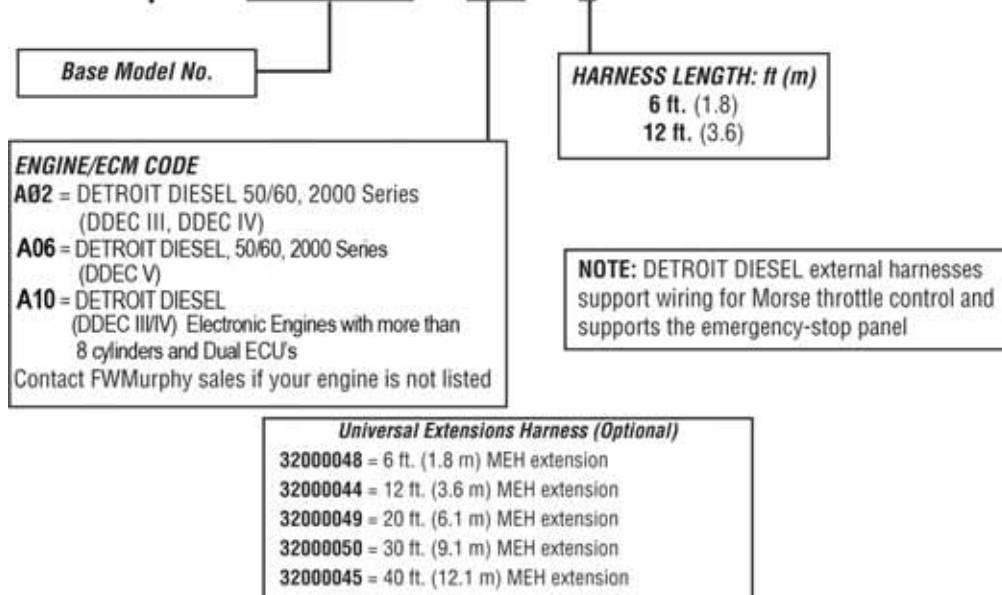 Base Model No.
HARNESS LENGTH: ft (m)
6 ft. (1.8)
12 ft. (3.6)
ENGINE/ECM CODE
AØ2 = DETROIT DIESEL 50/60, 2000 Series
(DDEC III, DDEC IV)
A06 = DETROIT DIESEL, 50/60, 2000 Series
(DDEC V)
A10 = DETROIT DIESEL
(DDEC III/IV) Electronic Engines with more than
8 cylinders and Dual ECU's
Contact FWMurphy sales if your engine is not listed
NOTE: DETROIT DIESEL external harnesses
support wiring for Morse throttle control and
supports the emergency-stop panel
Universal Extensions Harness (Optional)
32000048 = 6 ft. (1.8 m) MEH extension
32000044 = 12 ft. (3.6 m) MEH extension
32000049 = 20 ft. (6.1 m) MEH extension
32000050 = 30 ft. (9.1 m) MEH extension
32000045 = 40 ft. (12.1 m) MEH extension